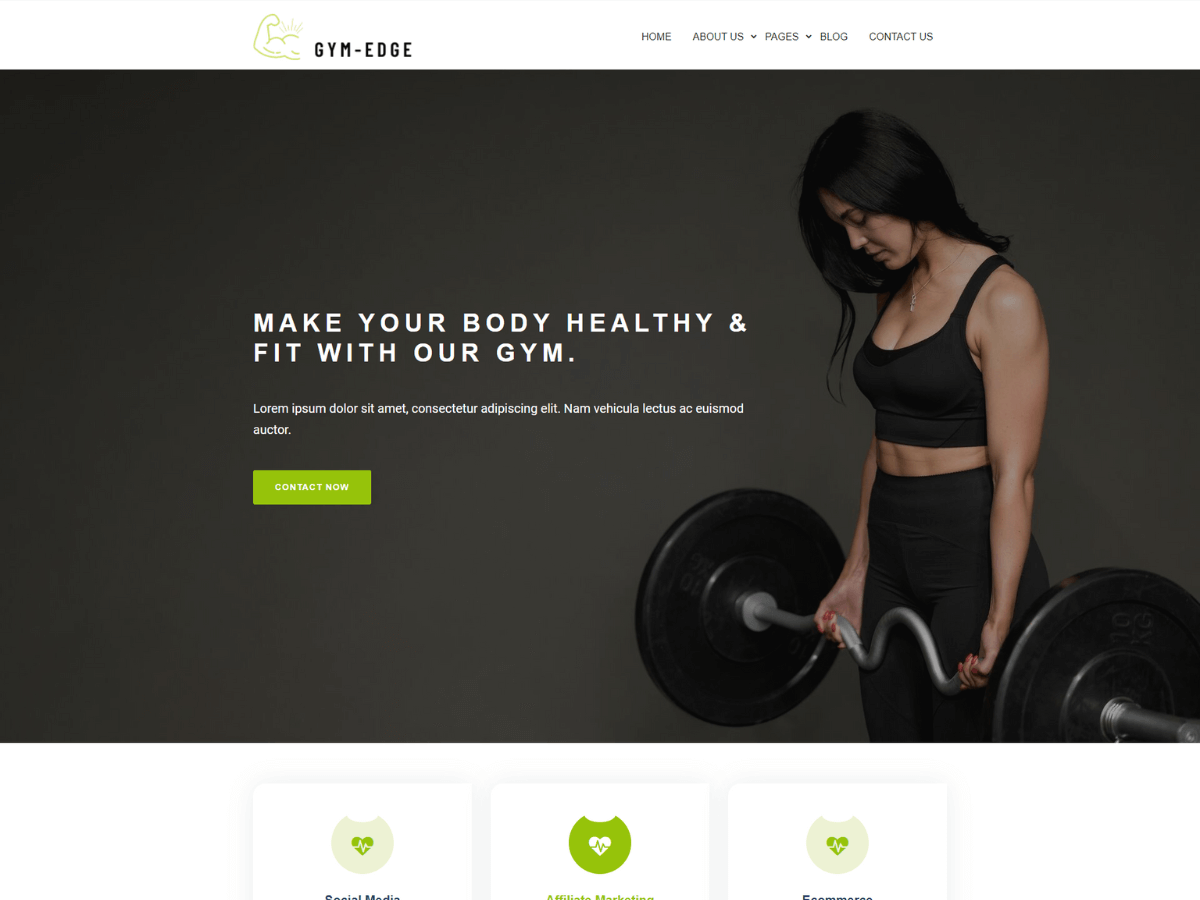 GYM-EDGE
HOME ABOUT US PAGES BLOG CONTACT US
MAKE YOUR BODY HEALTHY &
FIT WITH OUR GYM.
Lorem ipsum dolor sit amet, consectetur adipiscing elit. Nam vehicula lectus ac euismod
auctor.
CONTACT NOW
20
KG
Social Media Affiliate Marketing Ecommerce